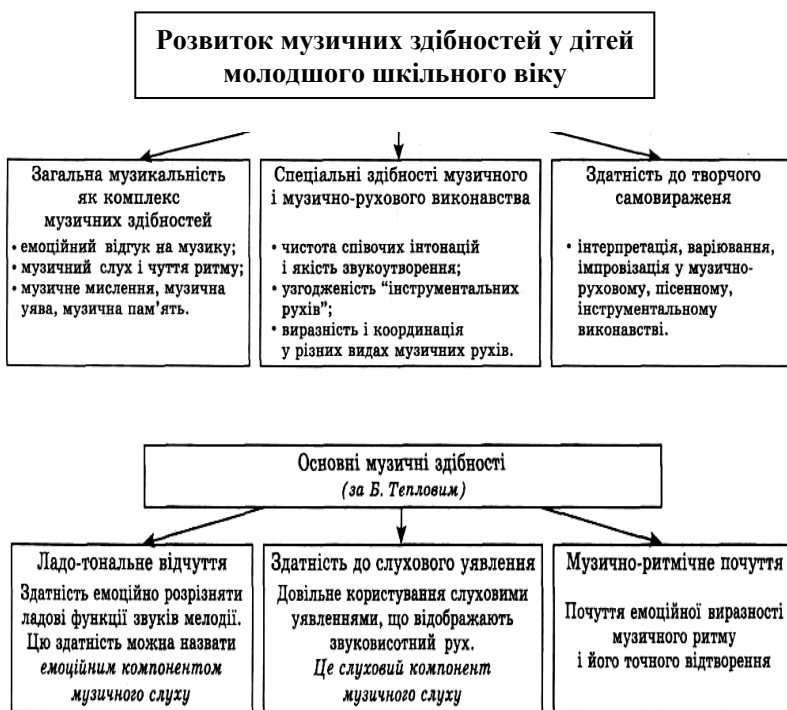 Розвиток музичних здібностей у дітей
молодшого шкільного віку
Загальна музикальність
як комплекс
музичних здібностей
• емоційний відгук на музику;
• музичний слух і чуття ритму;
• музичне мислення, музична
уява, музична пам’ять.
Спеціальні здібності музичного
і музично-рухового виконавства
• чистота співочих інтонацій
і якість звукоутворення;
• узгодженість “інструментальних
рухів”;
• виразність і координація
у різних видах музичних рухів.
Здатність до творчого
самовираженя
• інтерпретація, варіювання,
імпровізація у музично-
руховому, пісенному,
інструментальному
виконавстві.
Основні музичні здібності
(за Б. Тепловим)
Ладо-тональне відчуття
Здатність емоційно розрізняти
ладові функції звуків мелодії.
Цю здатність можна назвати
емоційним компонентом
музичного слуху
Здатність до слухового уявлення
Довільне користування слуховими
уявленнями, що відображають
звуковисотний рух.
Це слуховий компонент
музичного слуху
Музично-ритмічне почуття
Почуття емоційної виразності
музичного ритму
і його точного відтворення